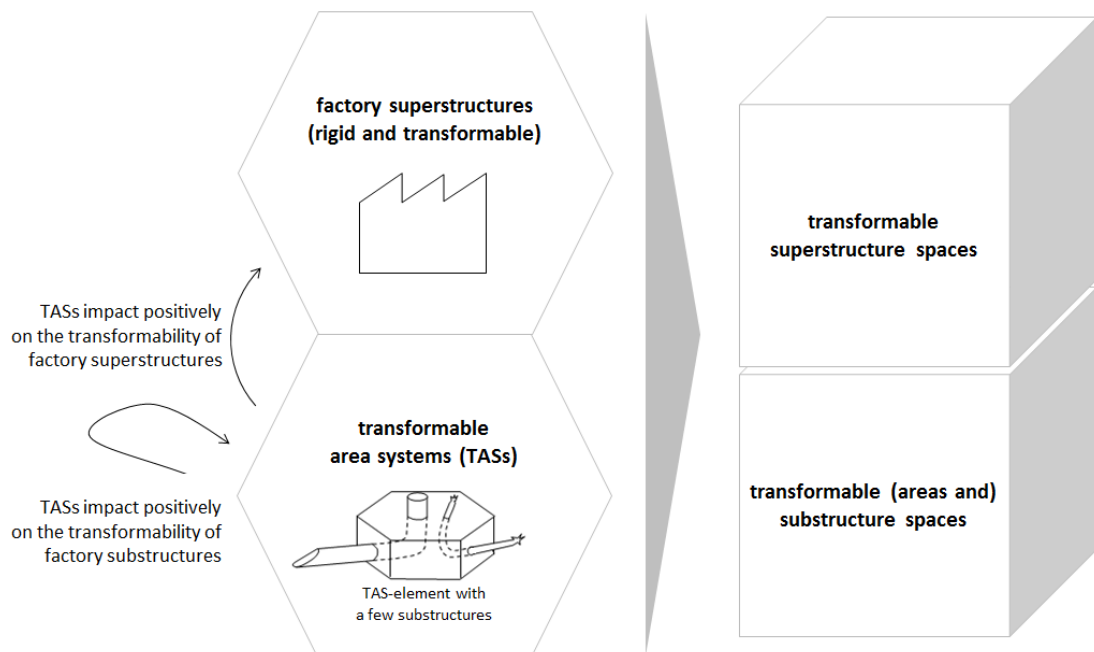 factory superstructures
(rigid and transformable)
TASs impact positively
on the transformability of
factory superstructures
transformable
area systems (TASs)
TASs impact positively
on the transformability of
factory substructures
TAS-element with
a few substructures
transformable
superstructure spaces
transformable (areas and)
substructure spaces